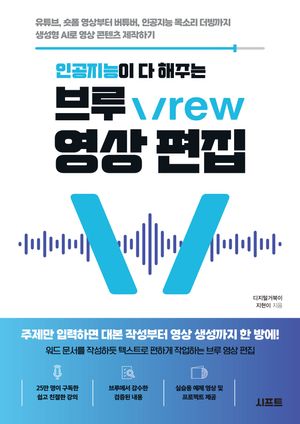 유튜브, 숏폼 영상부터 버튜버, 인공지능 목소리 더빙까지
생성형 AI로 영상 콘텐츠 제작하기
인공지능이 다 해주는
브루 Vrew
영상 편집
디지털거북이
지현이 지음
주제만 입력하면 대본 작성부터 영상 생성까지 한 방에!
워드 문서를 작성하듯 텍스트로 편하게 작업하는 브루 영상 편집
25만 명이 구독한
쉽고 친절한 강의
브루에서 감수한
검증된 내용
실습용 예제 영상 및
프로젝트 제공
시프트